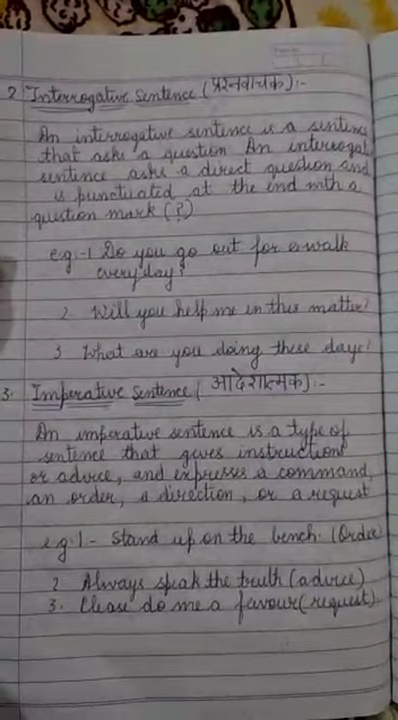 2 Interrogative Sentence (प्रश्नवाचक):-
An interrogative sentence is a sentence
that asks a question An interrogat
sentence asks a direct question and
is punctuated at the end with a
question mark (?)
eg:-1 Do you go out for a walk
everyday?
2 Will you help me in this matter?
3 What are you doing these days?
3. Imperative Sentence (आदेशात्मक):-
An imperative sentence is a type of
sentence that gives instructions
or advice, and expresses a command,
an order, a direction, or a request
e.g 1- Stand up on the bench. (Order)
2 Always speak the truth (advice)
3. Please do me a favour (request).